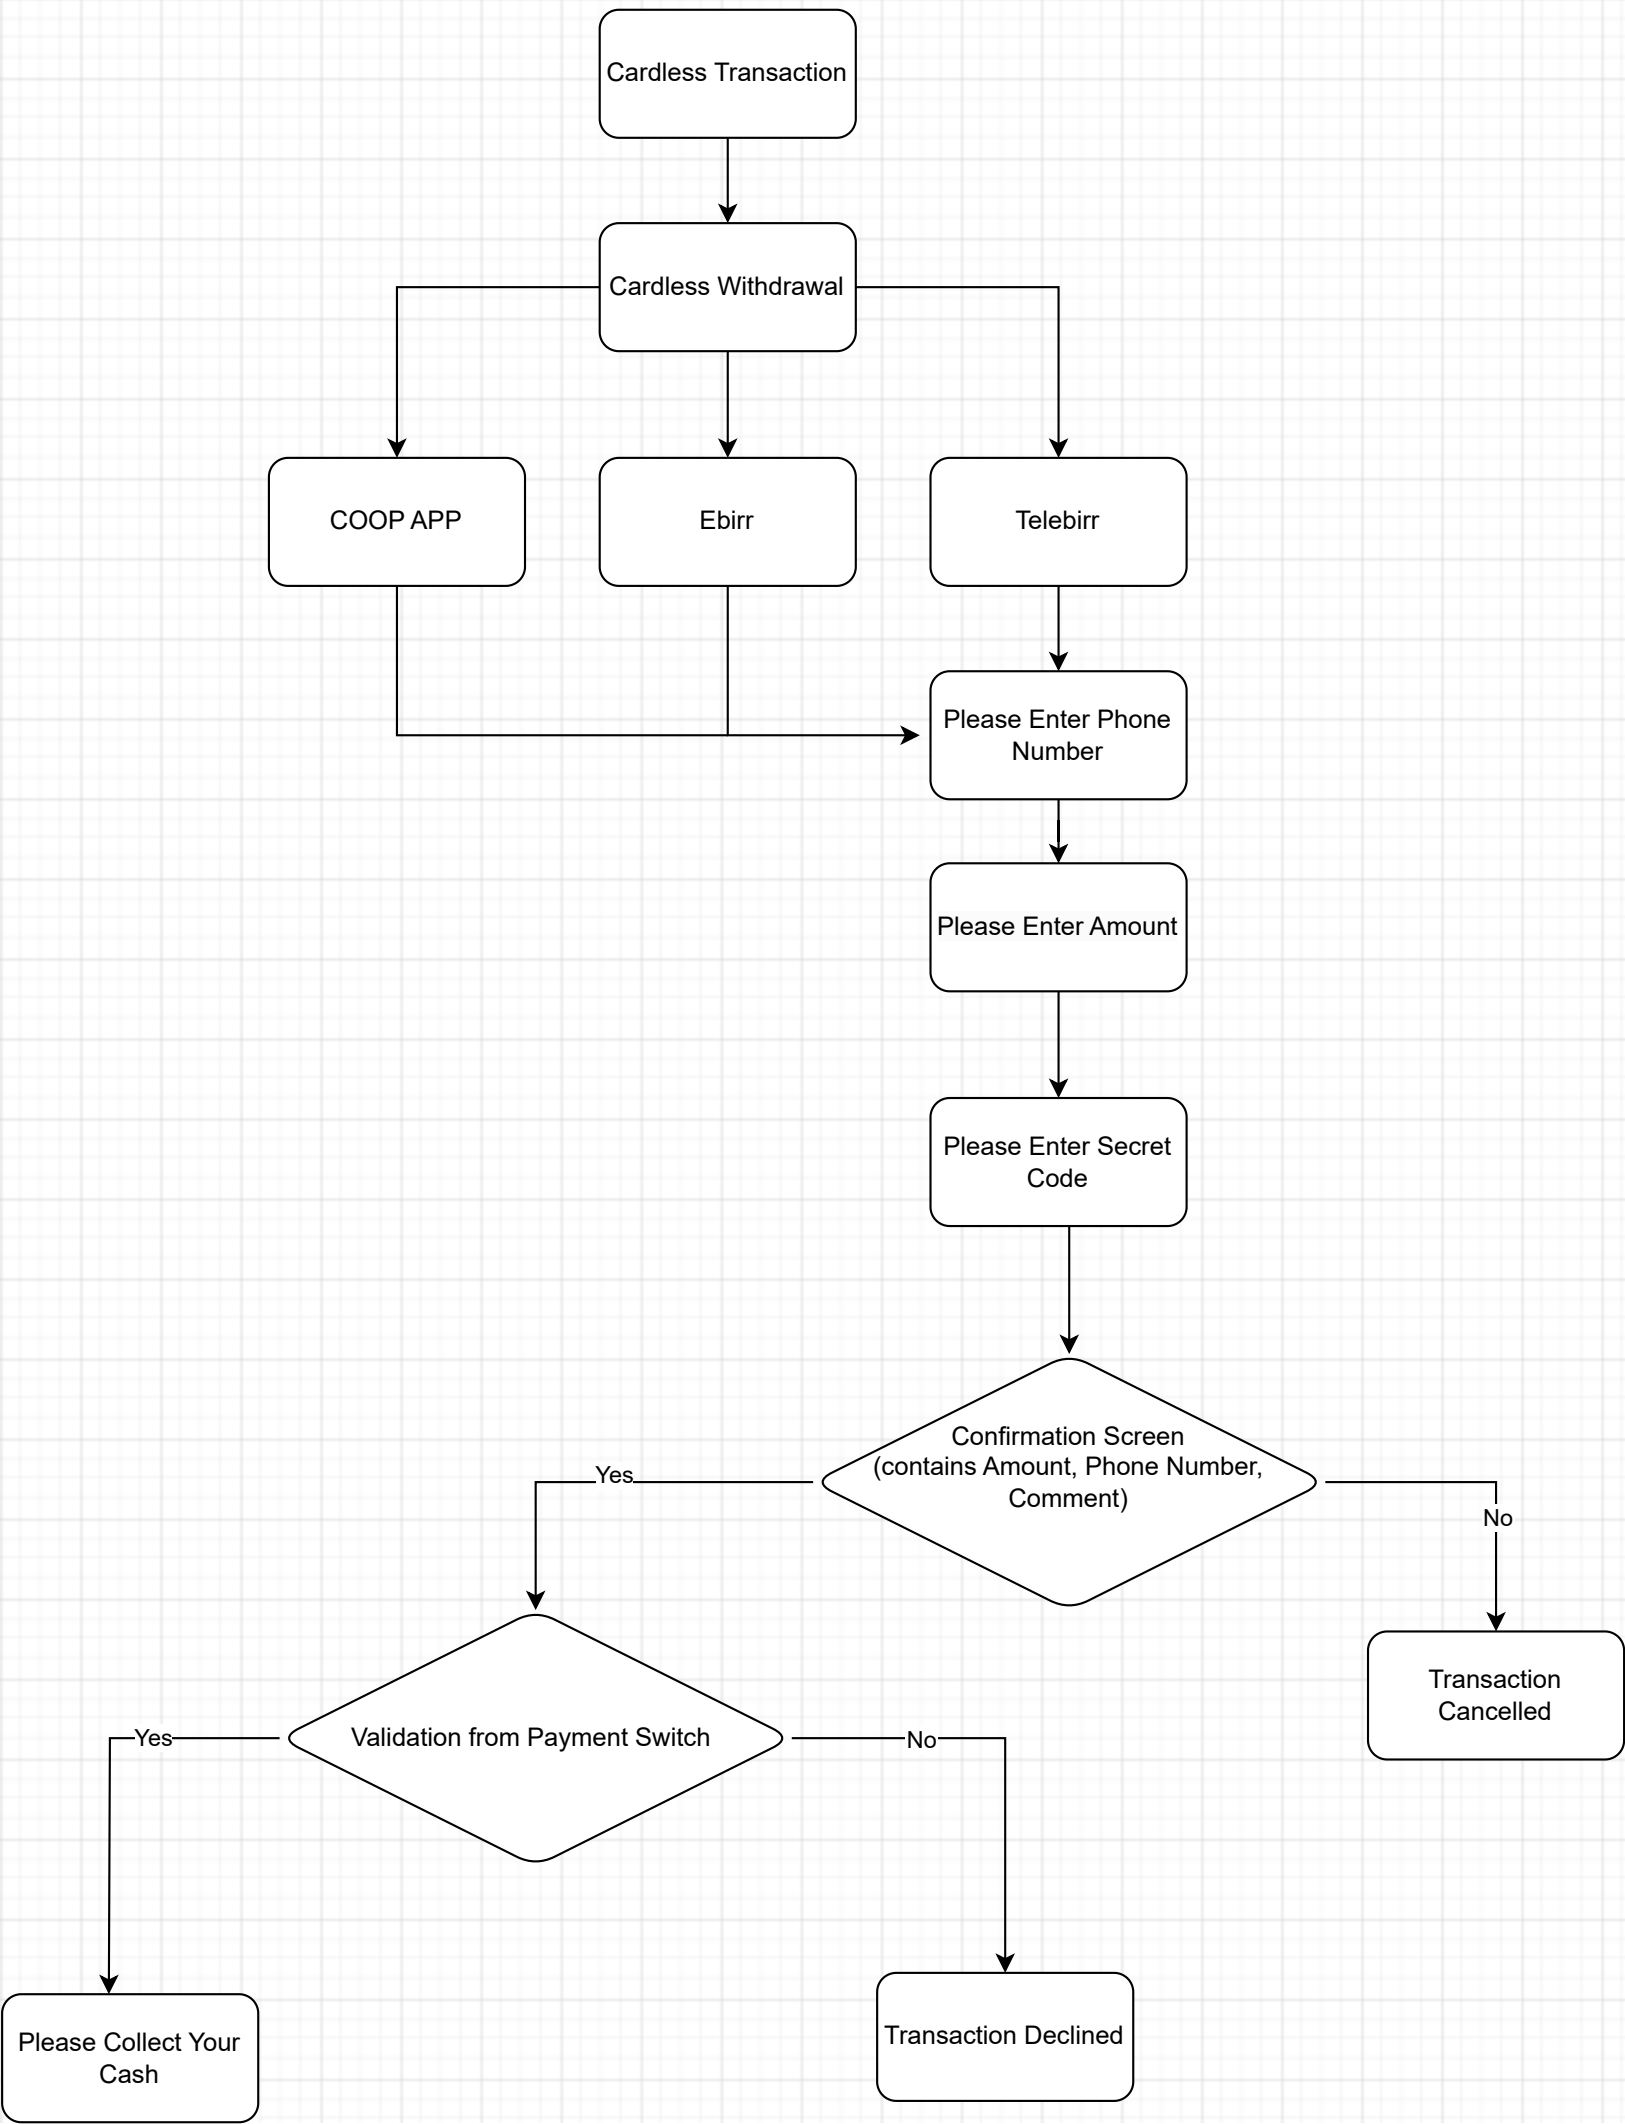 Cardless Transaction
Cardless Withdrawal
COOP APP
Ebirr
Telebirr
Please Enter Phone
Number
Please Enter Amount
Please Enter Secret
Code
Confirmation Screen
(contains Amount, Phone Number,
Comment)
Yes
No
Transaction
Cancelled
Validation from Payment Switch
Yes
No
Please Collect Your
Cash
Transaction Declined